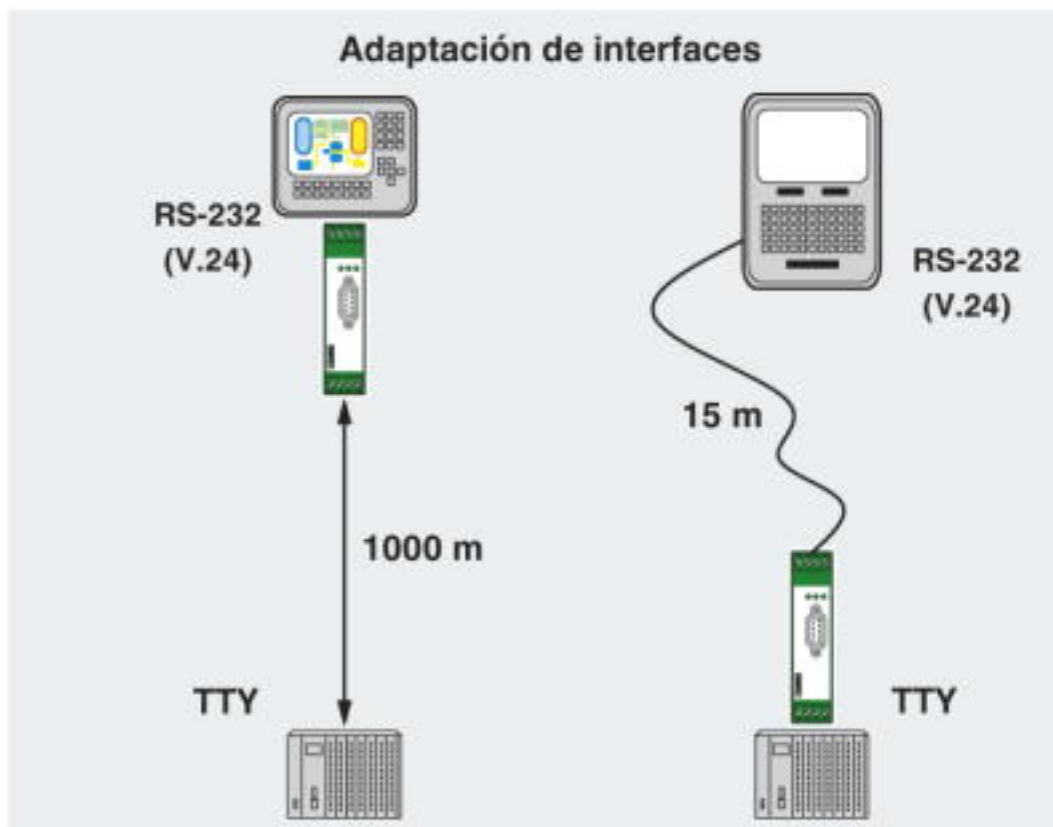 Adaptación de interfaces
RS-232
(V.24)
1000 m
TTY
RS-232
(V.24)
15 m
TTY